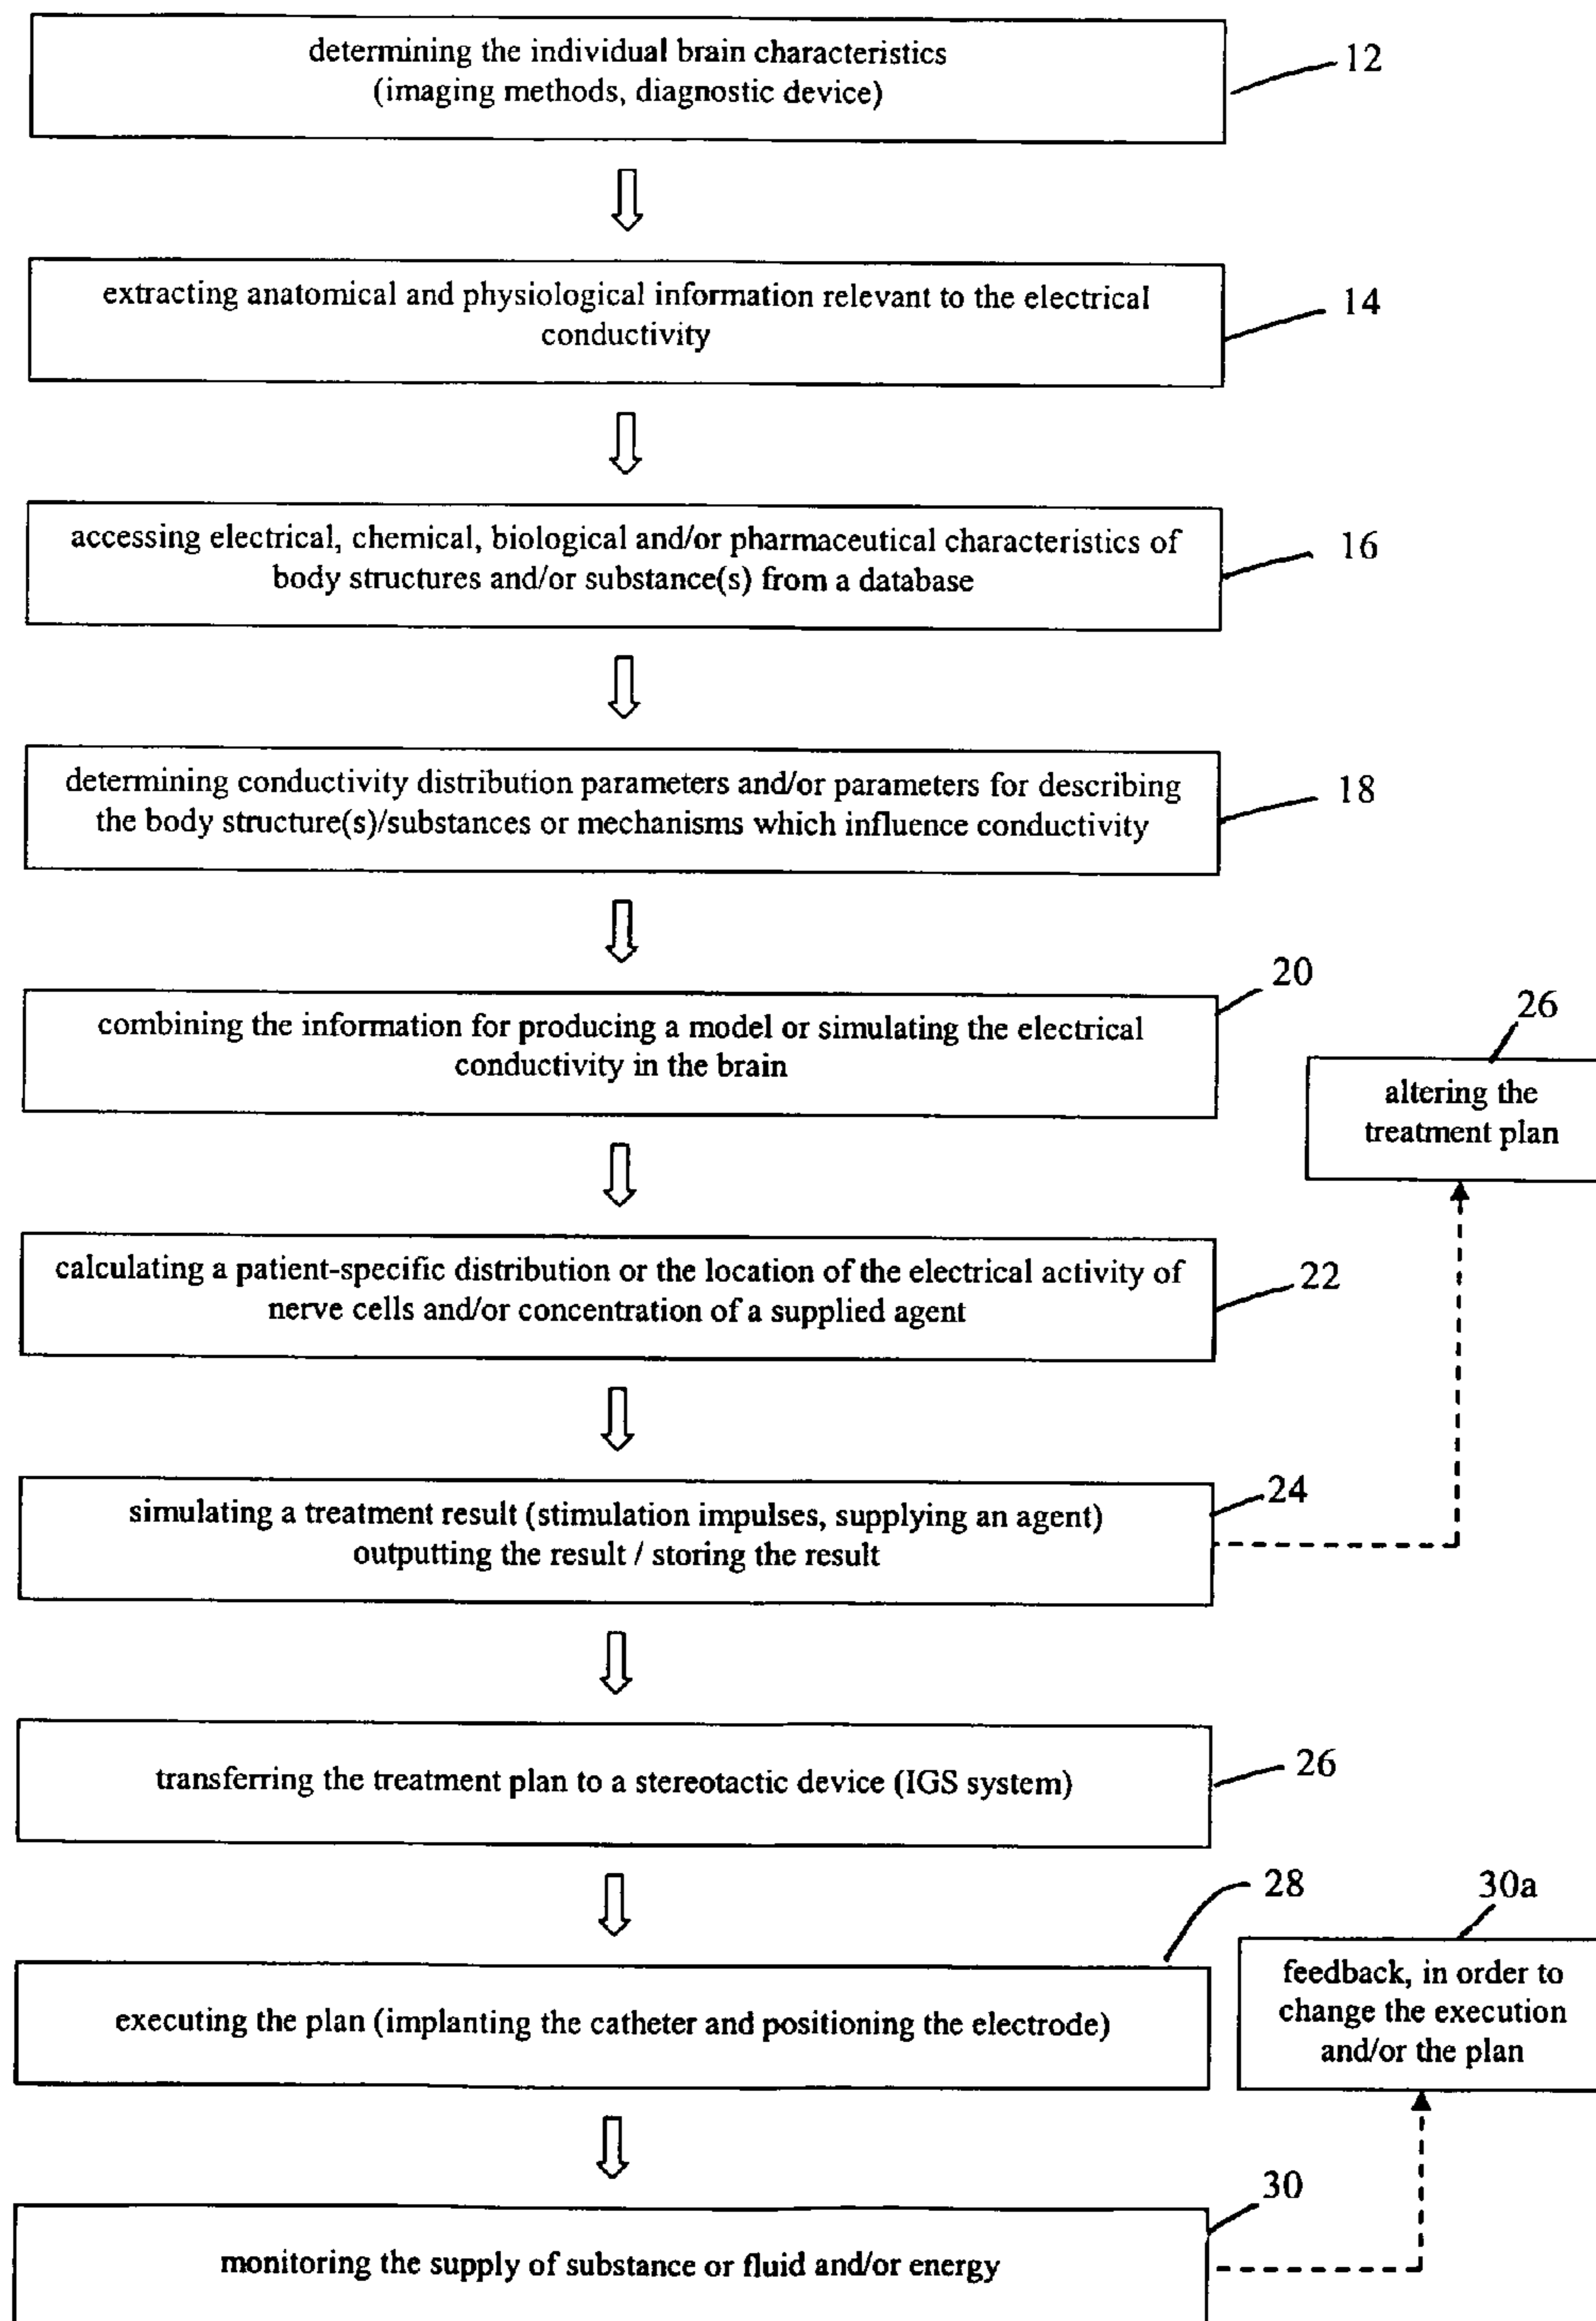 determining the individual brain characteristics
(imaging methods, diagnostic device)
12
extracting anatomical and physiological information relevant to the electrical
conductivity
14
accessing electrical, chemical, biological and/or pharmaceutical characteristics of
body structures and/or substance(s) from a database
16
determining conductivity distribution parameters and/or parameters for describing
the body structure(s)/substances or mechanisms which influence conductivity
18
combining the information for producing a model or simulating the electrical
conductivity in the brain
20
26
altering the
treatment plan
calculating a patient-specific distribution or the location of the electrical activity of
nerve cells and/or concentration of a supplied agent
22
simulating a treatment result (stimulation impulses, supplying an agent)
outputting the result / storing the result
24
transferring the treatment plan to a stereotactic device (IGS system)
26
executing the plan (implanting the catheter and positioning the electrode)
28
30a
feedback, in order to
change the execution
and/or the plan
monitoring the supply of substance or fluid and/or energy
30